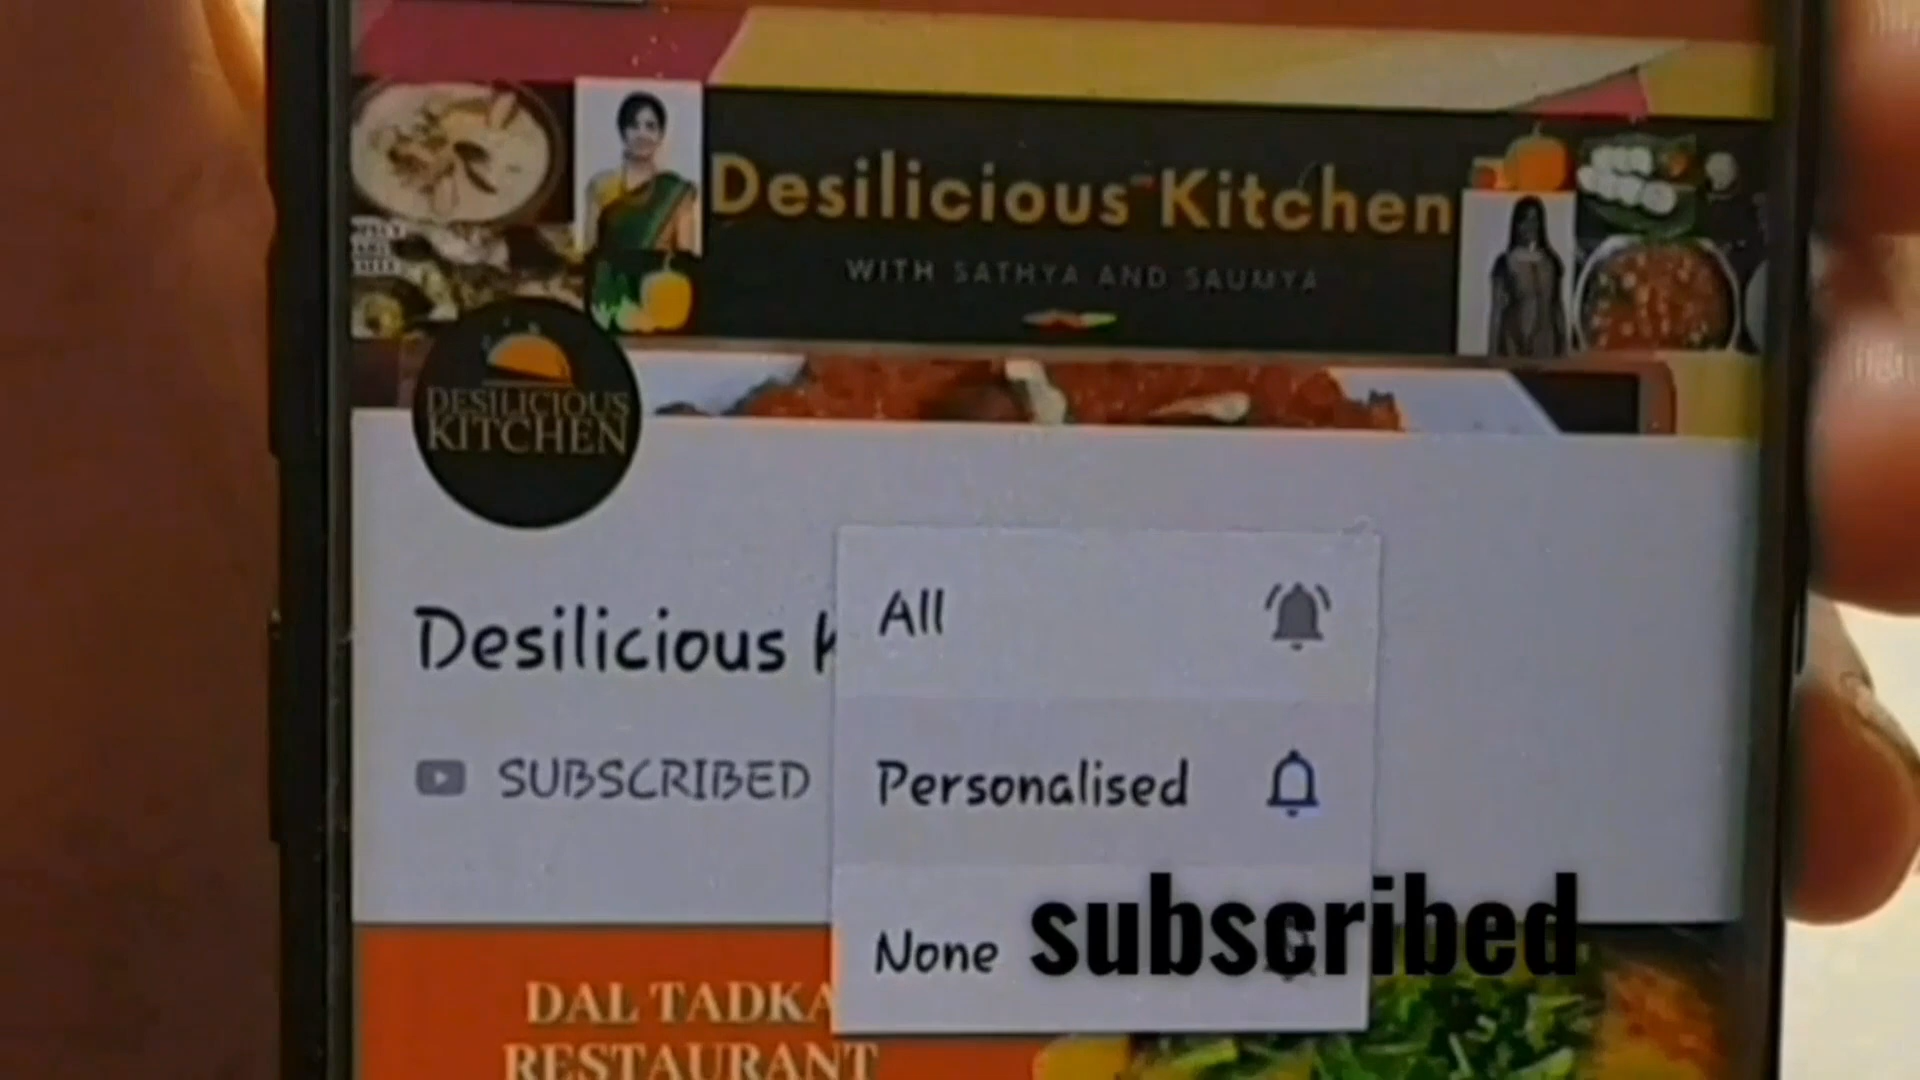 Desilicious Kitchen
WITH SATHYA AND SAUMYA
DESILICIOUS
KITCHEN
Desilicious K
All
SUBSCRIBED
Personalised
None
subscribed
DAL TADKA
RESTAURANT